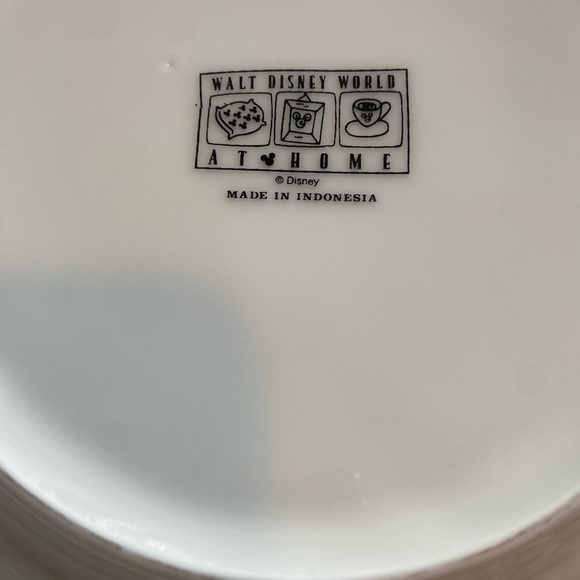 WALT DISNEY WORLD
AT HOME
© Disney
MADE IN INDONESIA